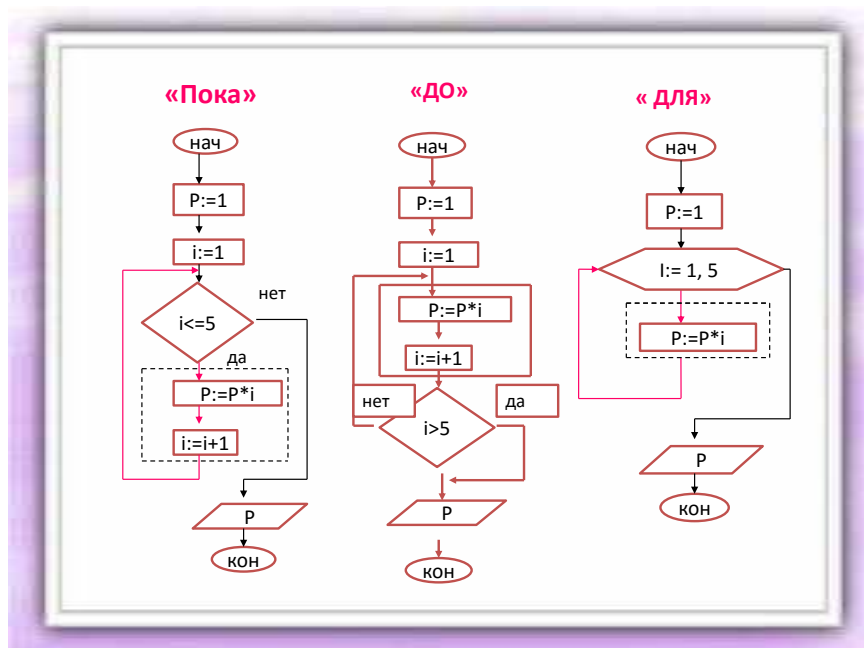 «Пока»
нач
P:=1
i:=1
i<=5
нет
да
P:=P*i
i:=i+1
P
кон
«ДО»
нач
P:=1
i:=1
P:=P*i
i:=i+1
нет
да
i>5
P
кон
« ДЛЯ»
нач
P:=1
I:= 1, 5
P:=P*i
P
кон